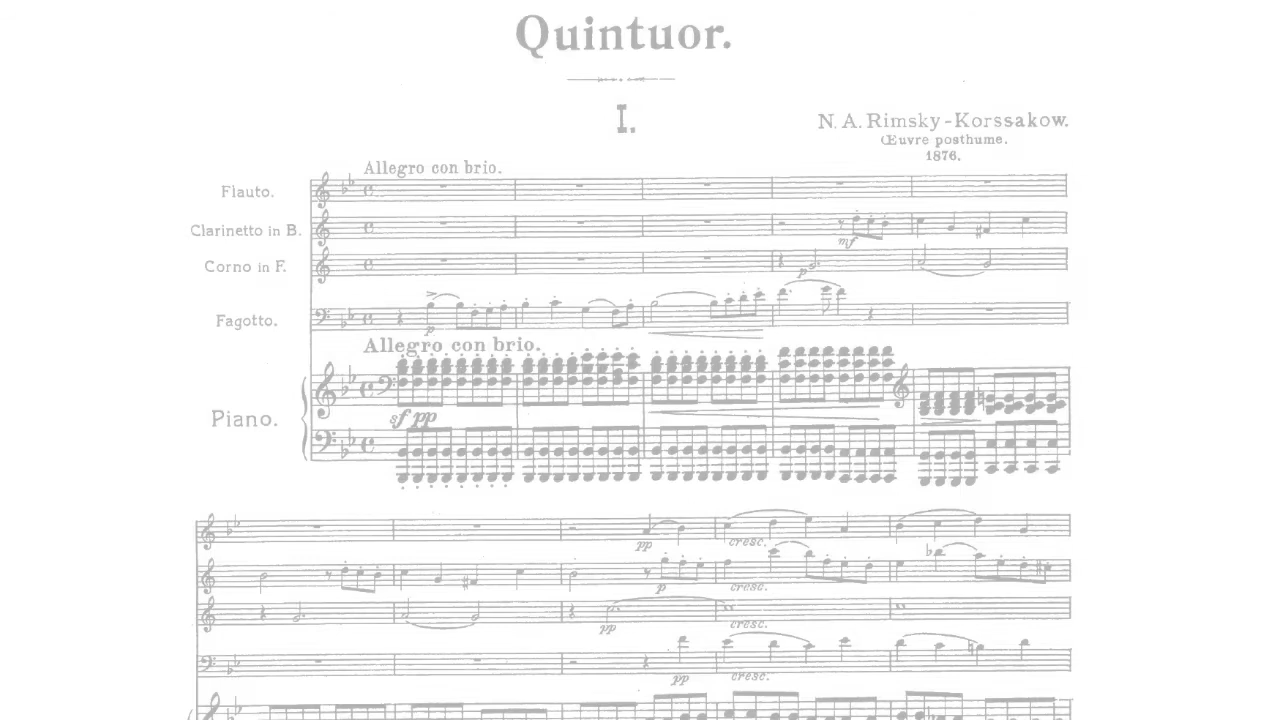 Quintuor.
I.
N. A. Rimsky-Korssakow.
Œuvre posthume.
1876.
Allegro con brio.
Flauto.
Clarinetto in B.
mf
Corno in F.
p
Fagotto.
p
Allegro con brio.
Piano.
sf pp
pp
cresc.
p
cresc.
pp
cresc.
pp
cresc.